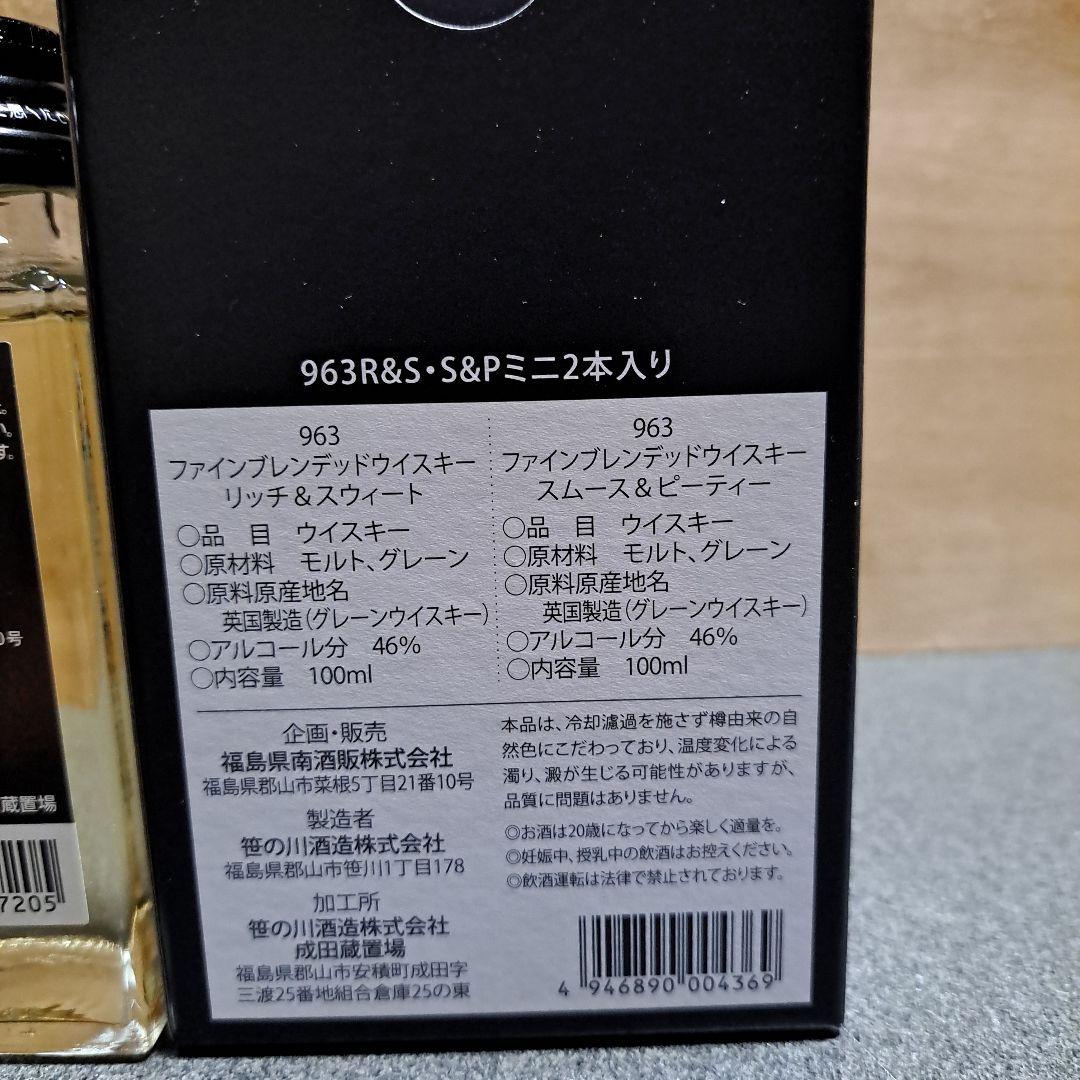 963R&S・S&Pミニ2本入り
963
ファインブレンデッドウイスキー
リッチ&スウィート
○品 目 ウイスキー
○原材料 モルト、グレーン
○原料原産地名
英国製造(グレーンウイスキー)
○アルコール分 46%
○内容量 100ml
963
ファインブレンデッドウイスキー
スムース&ピーティー
○品 目 ウイスキー
○原材料 モルト、グレーン
○原料原産地名
英国製造(グレーンウイスキー)
○アルコール分 46%
○内容量 100ml
企画・販売
福島県南酒販株式会社
福島県郡山市菜根5丁目21番10号
製造者
笹の川酒造株式会社
福島県郡山市笹川1丁目178
加工所
笹の川酒造株式会社
成田蔵置場
福島県郡山市安積町成田字
三渡25番地組合倉庫25の東
本品は、冷却濾過を施さず樽由来の自
然色にこだわっており、温度変化による
濁り、澱が生じる可能性がありますが、
品質に問題はありません。
◎お酒は20歳になってから楽しく適量を。
◎妊娠中、授乳中の飲酒はお控えください。
◎飲酒運転は法律で禁止されております。
4 946890 004369
。
い。
す。
0号
蔵置場
7205